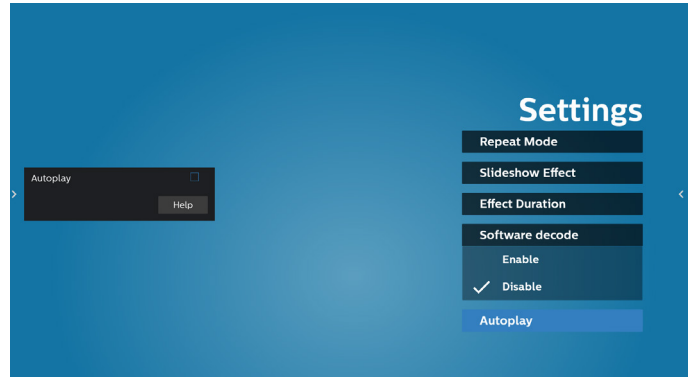 Settings
Repeat Mode
Slideshow Effect
Effect Duration
Software decode
Enable
Disable
Autoplay
Autoplay
Help